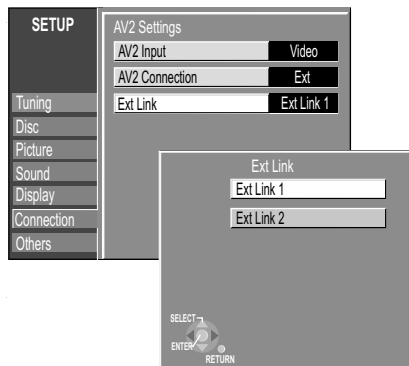 SETUP
AV2 Settings
AV2 Input Video
AV2 Connection Ext
Ext Link Ext Link 1
Tuning
Disc
Picture
Sound
Display
Connection
Others
Ext Link
Ext Link 1
Ext Link 2
SELECT
ENTER
RETURN